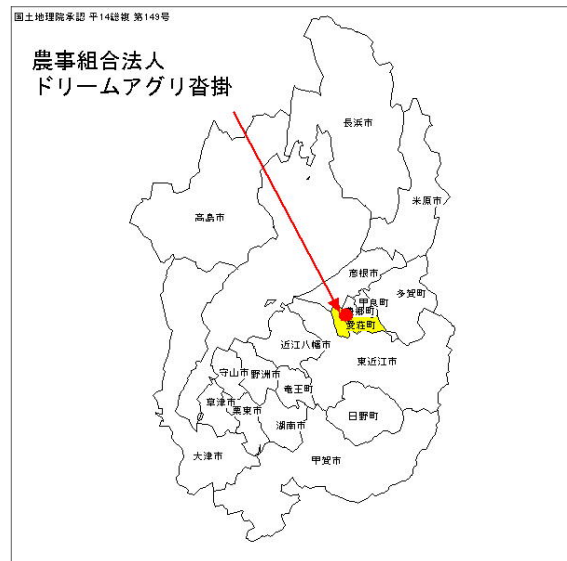 国土地理院承認 平14総複 第149号
農事組合法人
ドリームアグリ沓掛
長浜市
米原市
高島市
彦根市
多賀町
甲良町
郷町
愛荘町
近江八幡市
東近江市
守山市
野洲市
竜王町
草津市
栗東市
日野町
湖南市
大津市
甲賀市